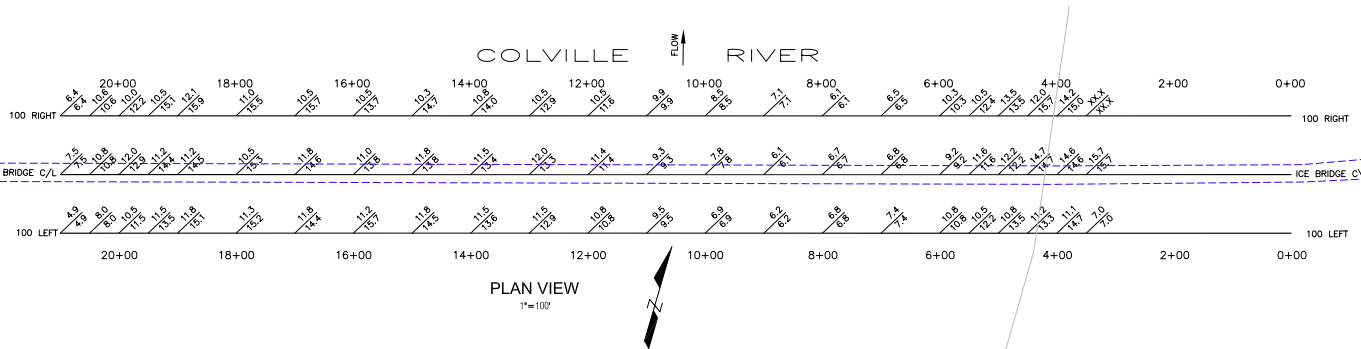 COLVILLE RIVER
FLOW
20+00 18+00 16+00 14+00 12+00 10+00 8+00 6+00 4+00 2+00 0+00
6.4 10.6 10.0 10.5 12.1 11.0 10.5 10.5 10.3 10.8 10.5 10.5 9.9 8.5 7.1 6.1 6.5 10.3 10.5 13.5 12.0 14.2 XX.X
6.4 10.6 12.2 15.1 15.9 15.5 15.7 13.7 14.7 14.0 12.9 11.6 9.9 8.5 7.1 6.1 6.5 10.3 12.4 13.5 15.7 15.0 XX.X
100 RIGHT 100 RIGHT
7.5 10.8 12.0 11.2 11.2 10.5 11.8 11.0 11.8 11.5 12.0 11.4 9.3 7.8 6.1 6.7 6.8 9.2 11.6 12.2 14.7 14.6 15.7
7.5 10.8 12.9 14.4 14.5 15.3 14.6 13.8 13.8 13.4 13.3 11.4 9.3 7.8 6.1 6.7 6.8 9.2 11.6 12.2 14.7 14.6 15.7
BRIDGE C/L ICE BRIDGE C/
4.9 8.0 10.5 11.5 11.8 11.3 11.8 11.2 11.8 11.5 11.5 10.8 9.5 6.9 6.2 6.8 7.4 10.8 10.5 10.8 11.2 11.1 7.0
4.9 8.0 11.5 13.5 15.1 15.2 14.4 15.7 14.5 13.6 12.9 10.8 9.5 6.9 6.2 6.8 7.4 10.8 12.2 13.5 13.3 14.7 7.0
100 LEFT 100 LEFT
20+00 18+00 16+00 14+00 12+00 10+00 8+00 6+00 4+00 2+00 0+00
PLAN VIEW
1"=100'
N